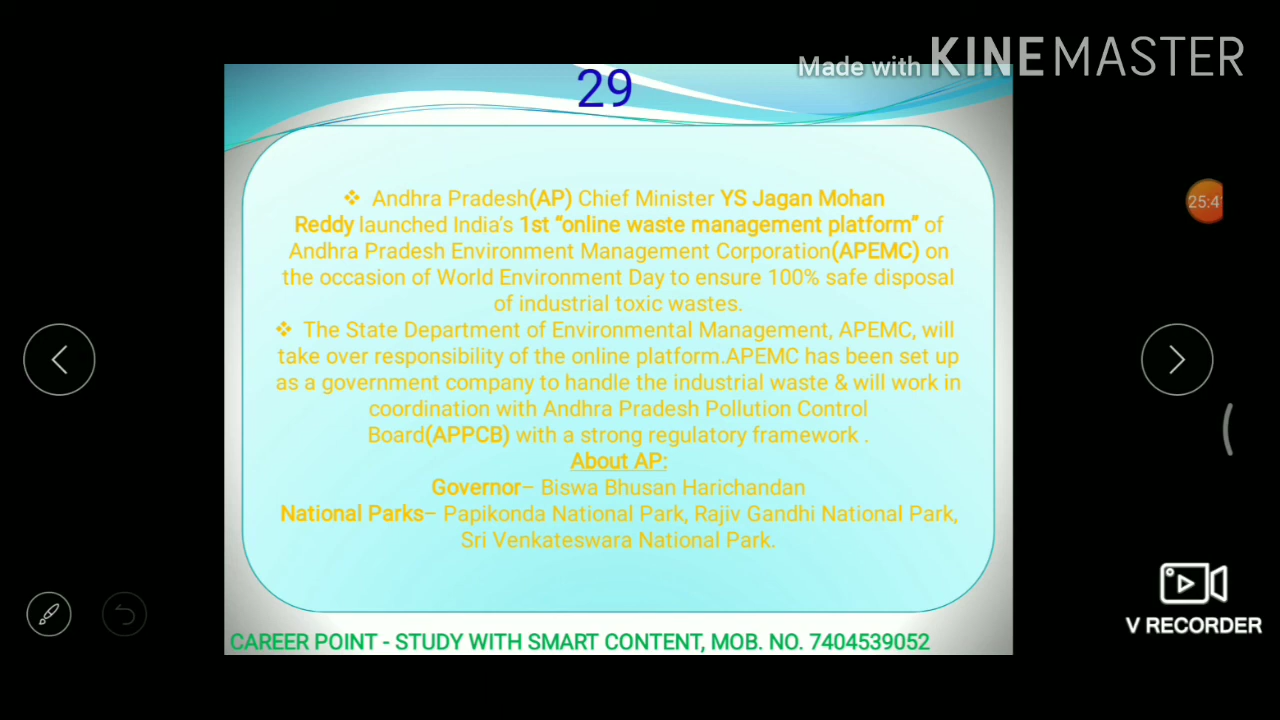 Made with KINEMASTER
29
❖ Andhra Pradesh(AP) Chief Minister YS Jagan Mohan
Reddy launched India's 1st “online waste management platform” of
Andhra Pradesh Environment Management Corporation(APEMC) on
the occasion of World Environment Day to ensure 100% safe disposal
of industrial toxic wastes.
❖ The State Department of Environmental Management, APEMC, will
take over responsibility of the online platform.APEMC has been set up
as a government company to handle the industrial waste & will work in
coordination with Andhra Pradesh Pollution Control
Board(APPCB) with a strong regulatory framework .
About AP:
Governor– Biswa Bhusan Harichandan
National Parks– Papikonda National Park, Rajiv Gandhi National Park,
Sri Venkateswara National Park.
CAREER POINT - STUDY WITH SMART CONTENT, MOB. NO. 7404539052
V RECORDER